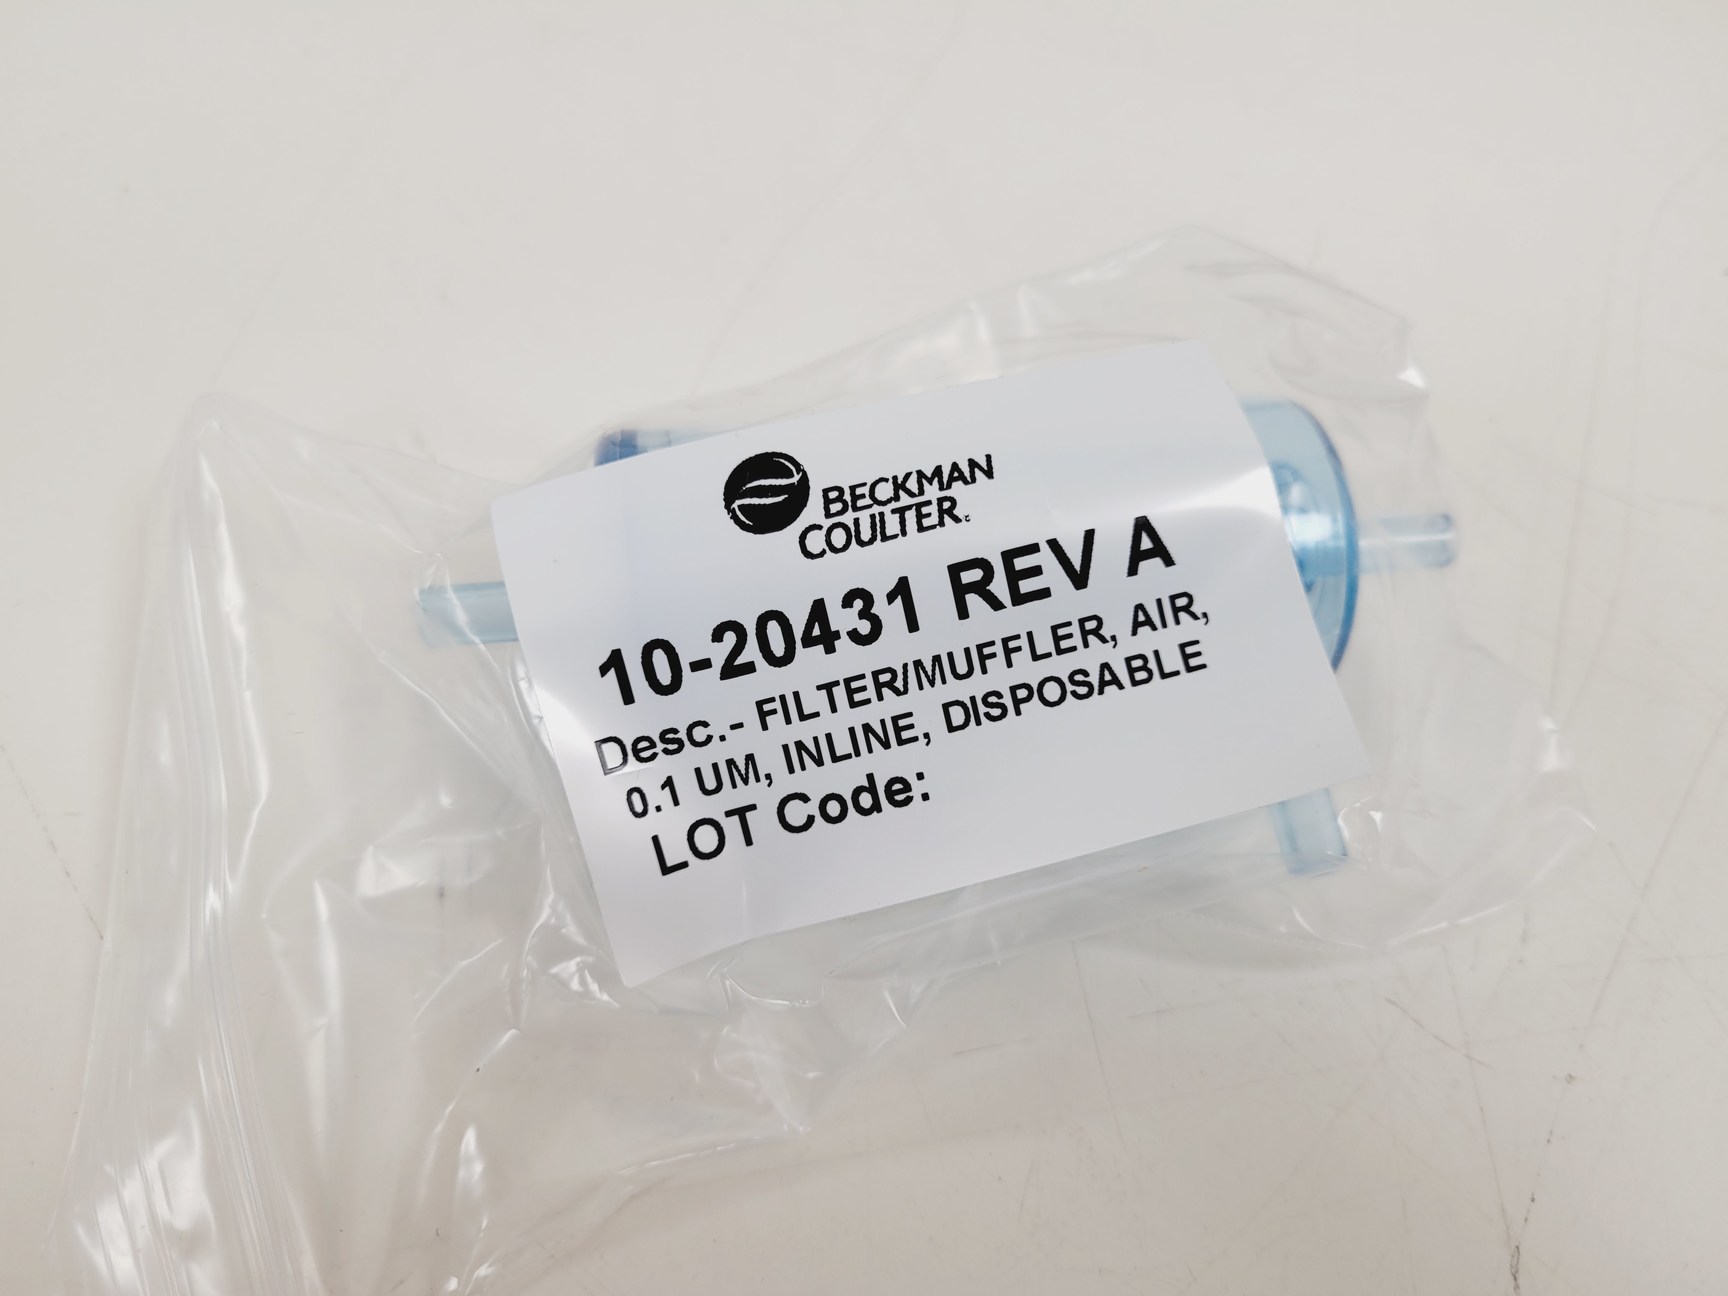 BECKMAN
COULTER
10-20431 REV A
Desc.- FILTER/MUFFLER, AIR,
0.1 UM, INLINE, DISPOSABLE
LOT Code: